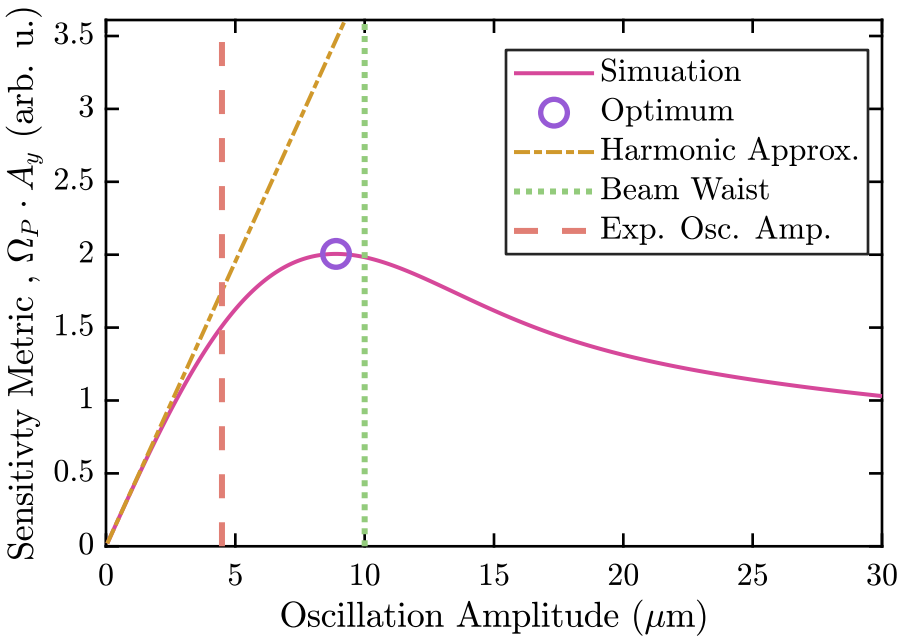 Sensitivty Metric , Ω_P · A_y (arb. u.)
3.5
3
2.5
2
1.5
1
0.5
0
Simuation
Optimum
Harmonic Approx.
Beam Waist
Exp. Osc. Amp.
0 5 10 15 20 25 30
Oscillation Amplitude (μm)